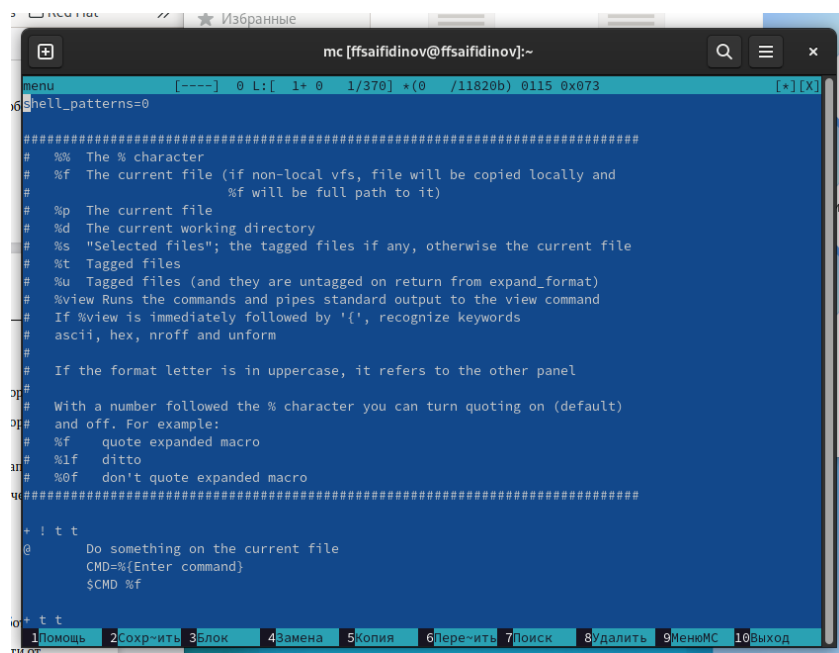 Red Hat
Избранные
mc [ffsaifidinov@ffsaifidinov]:~
menu [----] 0 L:[ 1+ 0 1/370] *(0 /11820b) 0115 0x073 [*][X]
shell_patterns=0
###############################################################################
# %% The % character
# %f The current file (if non-local vfs, file will be copied locally and
# %f will be full path to it)
# %p The current file
# %d The current working directory
# %s "Selected files"; the tagged files if any, otherwise the current file
# %t Tagged files
# %u Tagged files (and they are untagged on return from expand_format)
# %view Runs the commands and pipes standard output to the view command
# If %view is immediately followed by '{', recognize keywords
# ascii, hex, nroff and unform
#
# If the format letter is in uppercase, it refers to the other panel
#
# With a number followed the % character you can turn quoting on (default)
# and off. For example:
# %f quote expanded macro
# %1f ditto
# %0f don't quote expanded macro
###############################################################################
+ ! t t
@ Do something on the current file
CMD=%{Enter command}
$CMD %f
+ t t
1Помощь 2Сохр~ить 3Блок 4Замена 5Копия 6Пере~ить 7Поиск 8Удалить 9МенюМС 10Выход